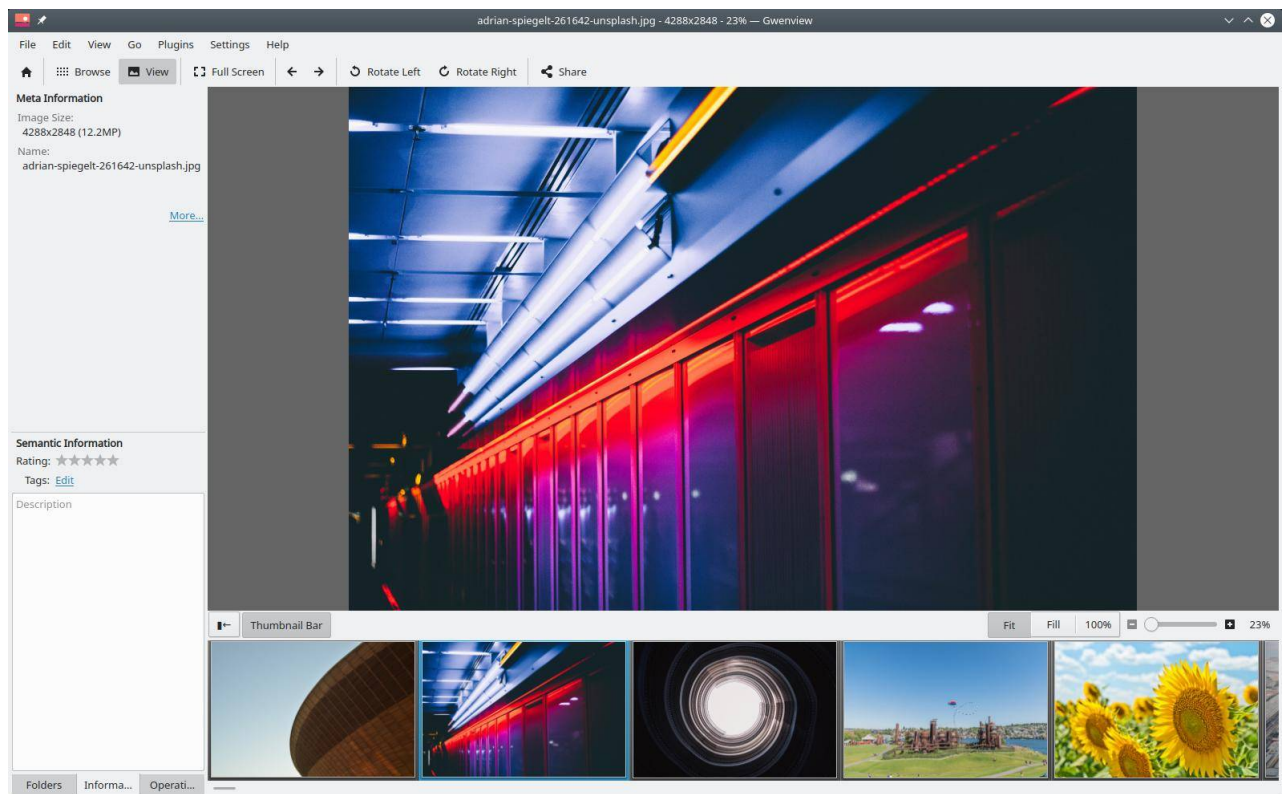 adrian-spiegelt-261642-unsplash.jpg - 4288x2848 - 23% — Gwenview
File Edit View Go Plugins Settings Help
Browse View Full Screen Rotate Left Rotate Right Share
Meta Information
Image Size:
4288x2848 (12.2MP)
Name:
adrian-spiegelt-261642-unsplash.jpg
More...
Semantic Information
Rating:
Tags: Edit
Description
Thumbnail Bar Fit Fill 100% 23%
Folders Informa... Operati...